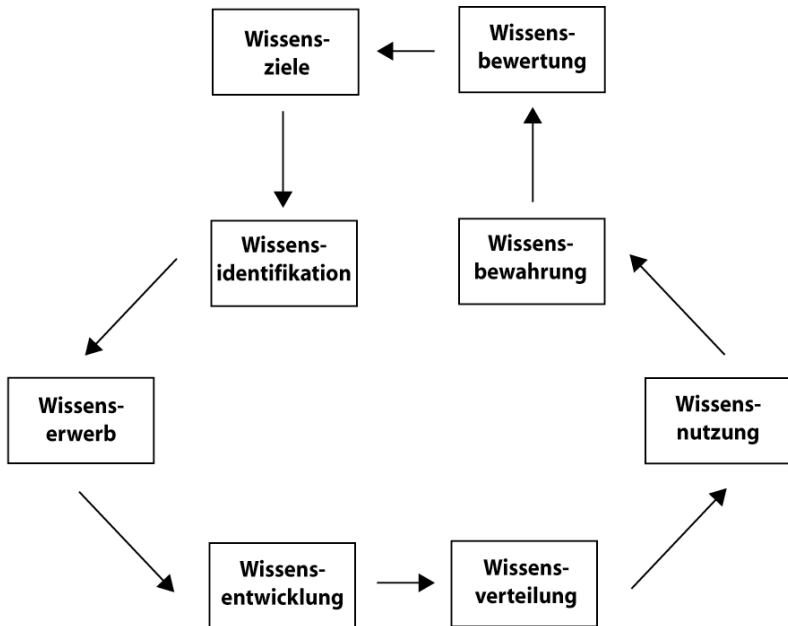 Wissens-
ziele
Wissens-
bewertung
Wissens-
identifikation
Wissens-
bewahrung
Wissens-
erwerb
Wissens-
nutzung
Wissens-
entwicklung
Wissens-
verteilung